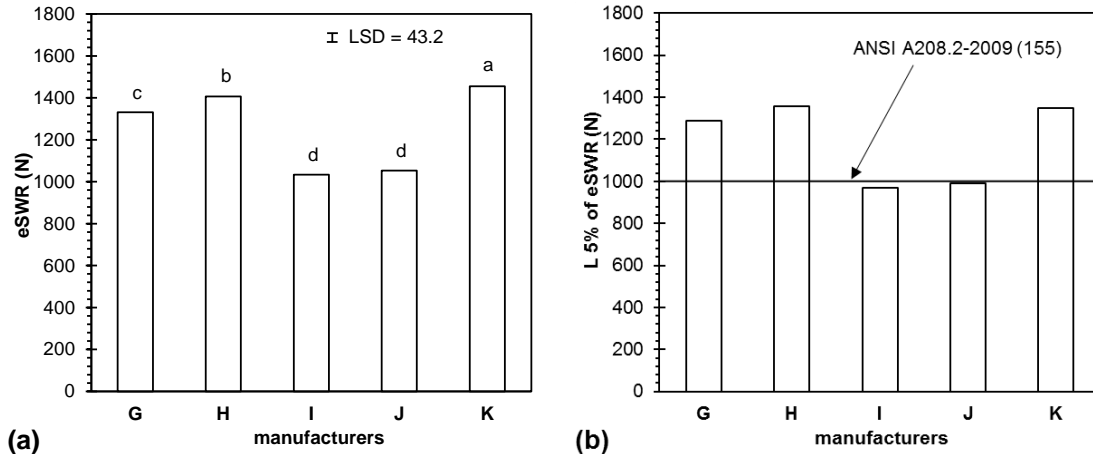 1800
1600
1400
1200
1000
800
600
400
200
0
eSWR (N)
LSD = 43.2
c
b
d
d
a
G H I J K
manufacturers
(a)
1800
1600
1400
1200
1000
800
600
400
200
0
L 5% of eSWR (N)
ANSI A208.2-2009 (155)
G H I J K
manufacturers
(b)